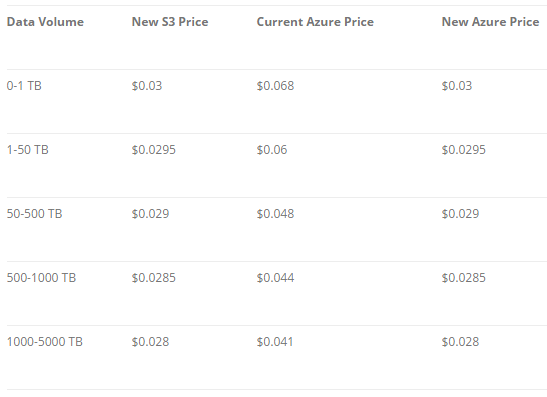 Data Volume New S3 Price Current Azure Price New Azure Price
0-1 TB $0.03 $0.068 $0.03
1-50 TB $0.0295 $0.06 $0.0295
50-500 TB $0.029 $0.048 $0.029
500-1000 TB $0.0285 $0.044 $0.0285
1000-5000 TB $0.028 $0.041 $0.028